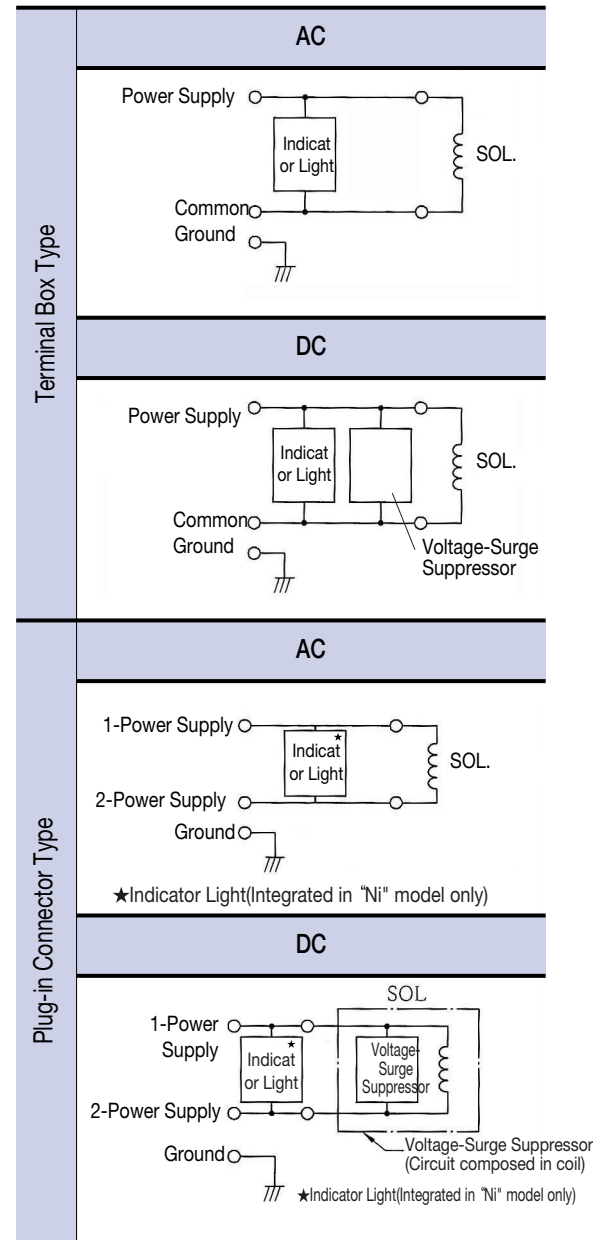 Terminal Box Type
AC
Power Supply
Indicat
or Light
SOL.
Common
Ground
DC
Power Supply
Indicat
or Light
SOL.
Common
Ground
Voltage-Surge
Suppressor
Plug-in Connector Type
AC
1-Power Supply
★
Indicat
or Light
SOL.
2-Power Supply
Ground
★Indicator Light(Integrated in "Ni" model only)
DC
SOL
1-Power
Supply
★
Indicat
or Light
Voltage-
Surge
Suppressor
2-Power Supply
Voltage-Surge Suppressor
(Circuit composed in coil)
Ground
★Indicator Light(Integrated in "Ni" model only)